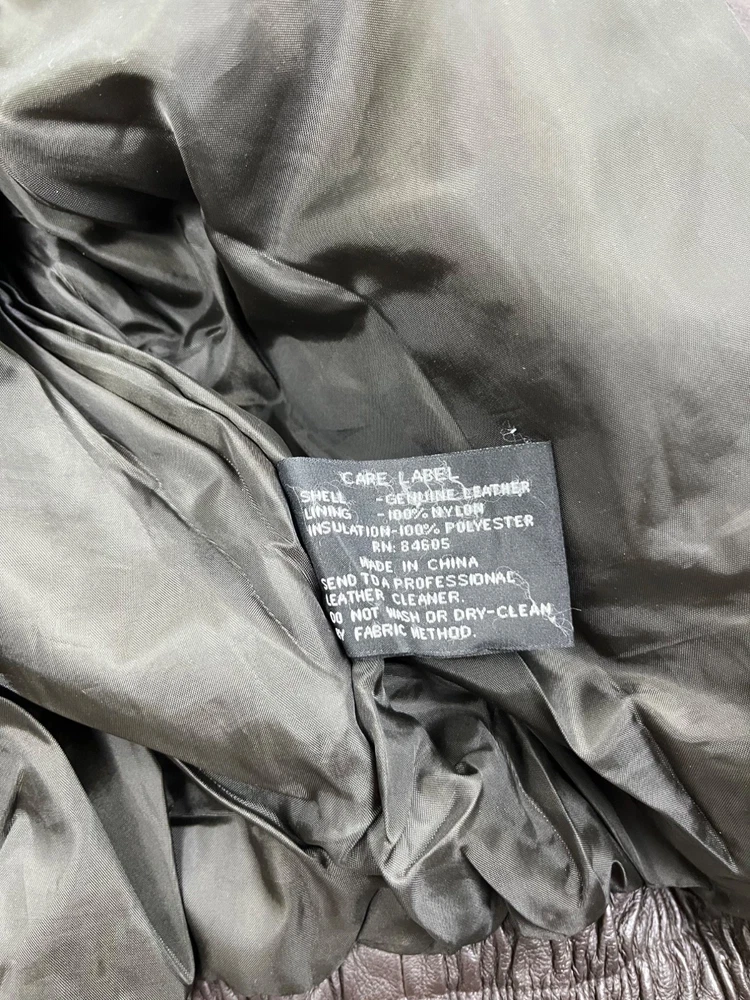 CARE LABEL
SHELL -GENUINE LEATHER
LINING -100% NYLON
INSULATION-100% POLYESTER
RN: 84605
MADE IN CHINA
SEND TO A PROFESSIONAL
LEATHER CLEANER.
DO NOT WASH OR DRY-CLEAN
BY FABRIC METHOD.